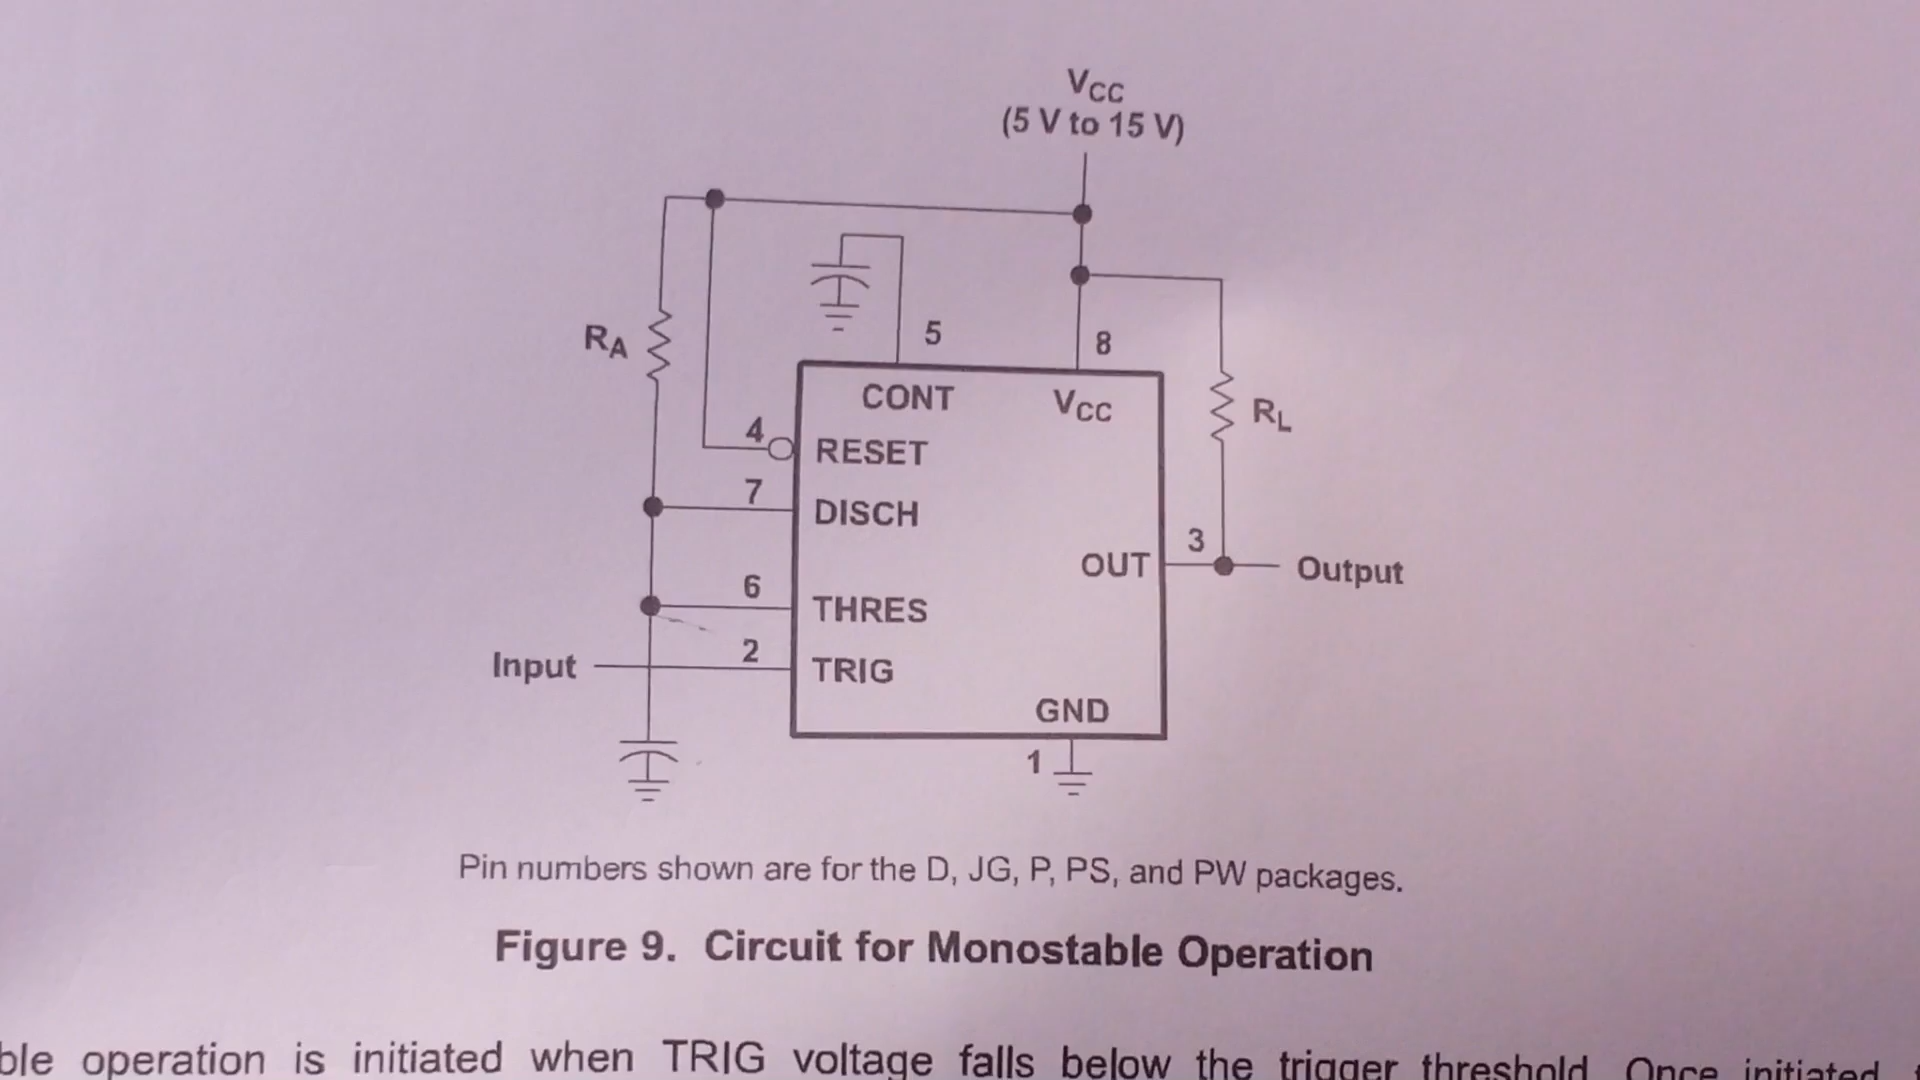 VCC
(5 V to 15 V)
RA
5
8
CONT
VCC
RL
4
RESET
7
DISCH
3
OUT
Output
6
THRES
2
Input
TRIG
GND
1
Pin numbers shown are for the D, JG, P, PS, and PW packages.
Figure 9. Circuit for Monostable Operation
operation is initiated when TRIG voltage falls below the trigger threshold. Once initiated,